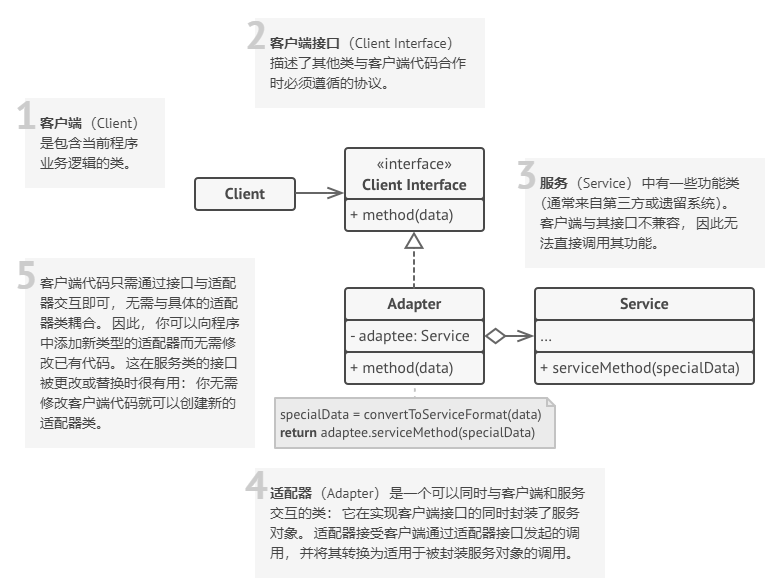 2
客户端接口（Client Interface）
描述了其他类与客户端代码合作
时必须遵循的协议。
1
客户端（Client）
是包含当前程序
业务逻辑的类。
Client
«interface»
Client Interface
+ method(data)
3
服务（Service）中有一些功能类
（通常来自第三方或遗留系统）。
客户端与其接口不兼容，因此无
法直接调用其功能。
5
客户端代码只需通过接口与适配
器交互即可，无需与具体的适配
器类耦合。因此，你可以向程序
中添加新类型的适配器而无需修
改已有代码。这在服务类的接口
被更改或替换时很有用：你无需
修改客户端代码就可以创建新的
适配器类。
Adapter
- adaptee: Service
+ method(data)
Service
...
+ serviceMethod(specialData)
specialData = convertToServiceFormat(data)
return adaptee.serviceMethod(specialData)
4
适配器（Adapter）是一个可以同时与客户端和服务
交互的类：它在实现客户端接口的同时封装了服务
对象。适配器接受客户端通过适配器接口发起的调
用，并将其转换为适用于被封装服务对象的调用。